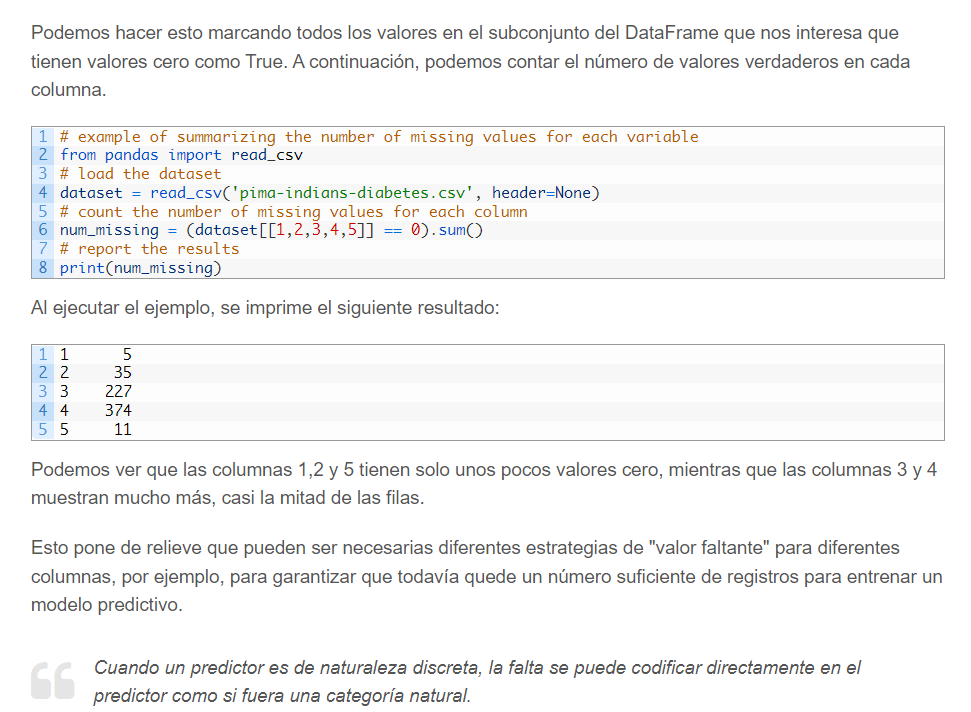 Podemos hacer esto marcando todos los valores en el subconjunto del DataFrame que nos interesa que
tienen valores cero como True. A continuación, podemos contar el número de valores verdaderos en cada
columna.
1 # example of summarizing the number of missing values for each variable
2 from pandas import read_csv
3 # load the dataset
4 dataset = read_csv('pima-indians-diabetes.csv', header=None)
5 # count the number of missing values for each column
6 num_missing = (dataset[[1,2,3,4,5]] == 0).sum()
7 # report the results
8 print(num_missing)
Al ejecutar el ejemplo, se imprime el siguiente resultado:
1 1 5
2 2 35
3 3 227
4 4 374
5 5 11
Podemos ver que las columnas 1,2 y 5 tienen solo unos pocos valores cero, mientras que las columnas 3 y 4
muestran mucho más, casi la mitad de las filas.
Esto pone de relieve que pueden ser necesarias diferentes estrategias de "valor faltante" para diferentes
columnas, por ejemplo, para garantizar que todavía quede un número suficiente de registros para entrenar un
modelo predictivo.
Cuando un predictor es de naturaleza discreta, la falta se puede codificar directamente en el
predictor como si fuera una categoría natural.